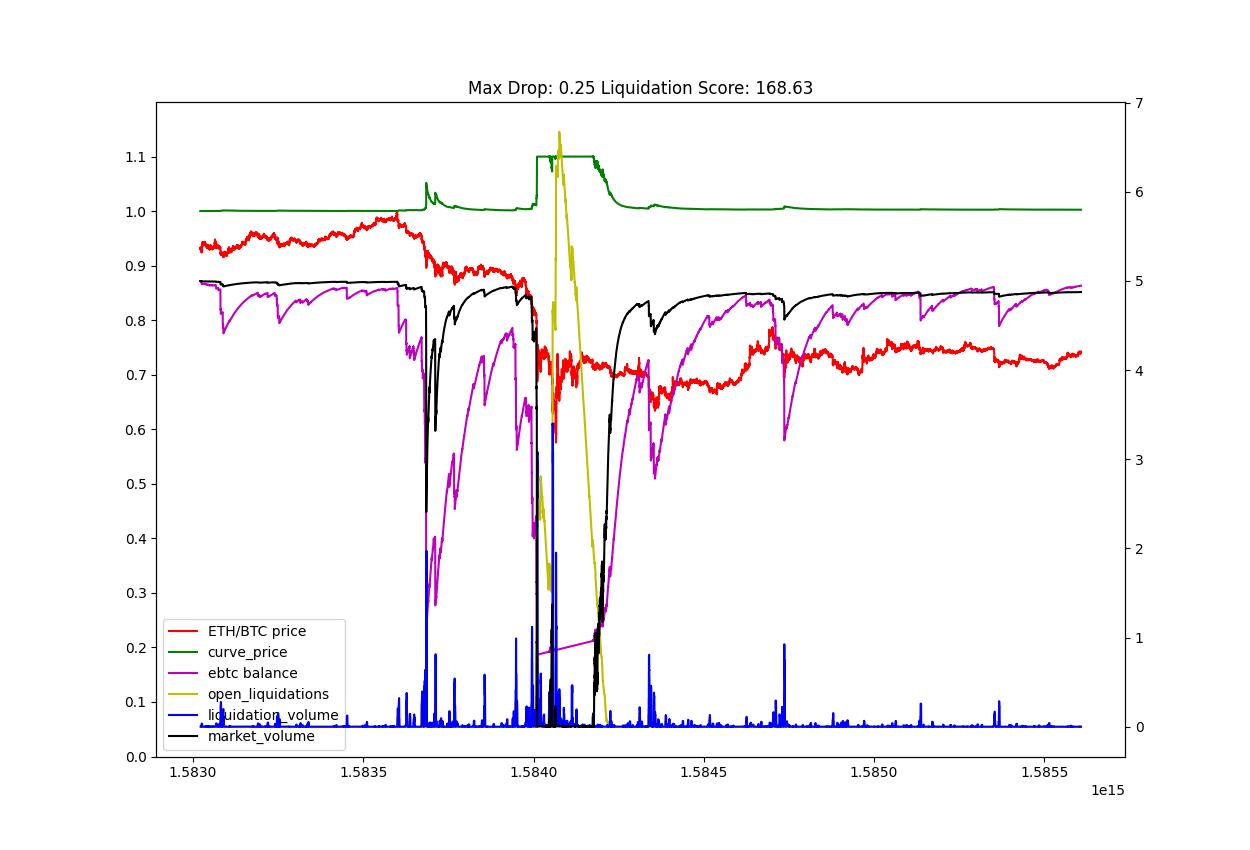 Max Drop: 0.25 Liquidation Score: 168.63
1.1
1.0
0.9
0.8
0.7
0.6
0.5
0.4
0.3
0.2
0.1
0.0
7
6
5
4
3
2
1
0
ETH/BTC price
curve_price
ebtc balance
open_liquidations
liquidation_volume
market_volume
1.5830 1.5835 1.5840 1.5845 1.5850 1.5855
1e15